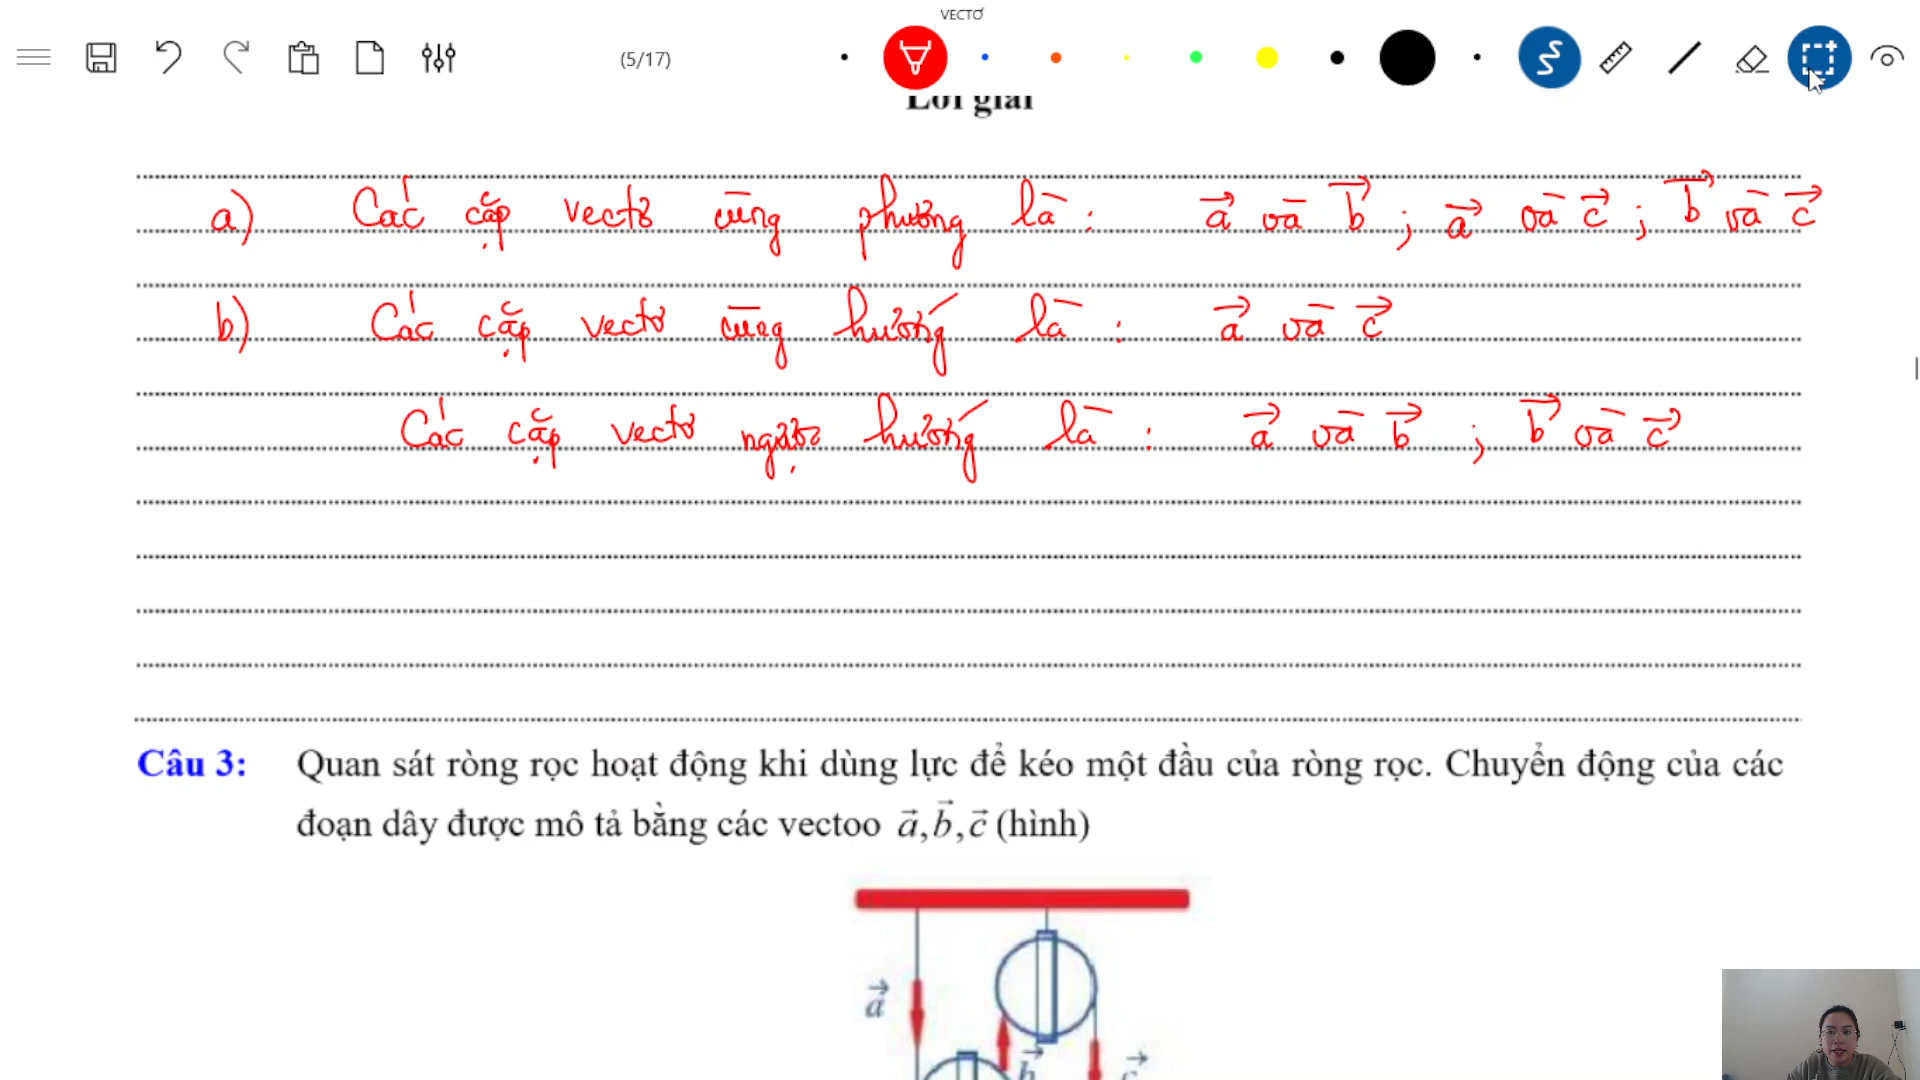 VECTƠ
(5/17)
Lời giải
a) Các cặp vectơ cùng phương là : a⃗ và b⃗ ; a⃗ và c⃗ ; b⃗ và c⃗
b) Các cặp vectơ cùng hướng là : a⃗ và c⃗
Các cặp vectơ ngược hướng là : a⃗ và b⃗ ; b⃗ và c⃗
Câu 3: Quan sát ròng rọc hoạt động khi dùng lực để kéo một đầu của ròng rọc. Chuyển động của các
đoạn dây được mô tả bằng các vectoo a⃗,b⃗,c⃗ (hình)
a⃗
b⃗
c⃗